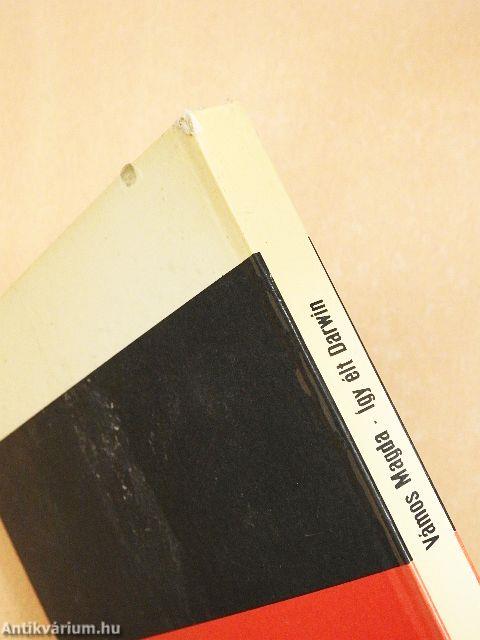 Vámos Magda · Így élt Darwin
Antikvárium.hu